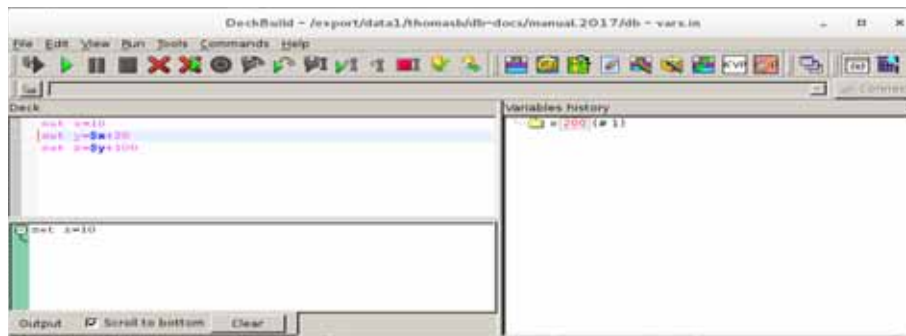 DeckBuild - /export/data1/thomasb/db-docs/manual.2017/db - vars.in
File Edit View Run Tools Commands Help
Deck
Variables history
set x=10
set y=$x+20
set z=$y+100
(# 1)
set x=10
Output Scroll to bottom Clear